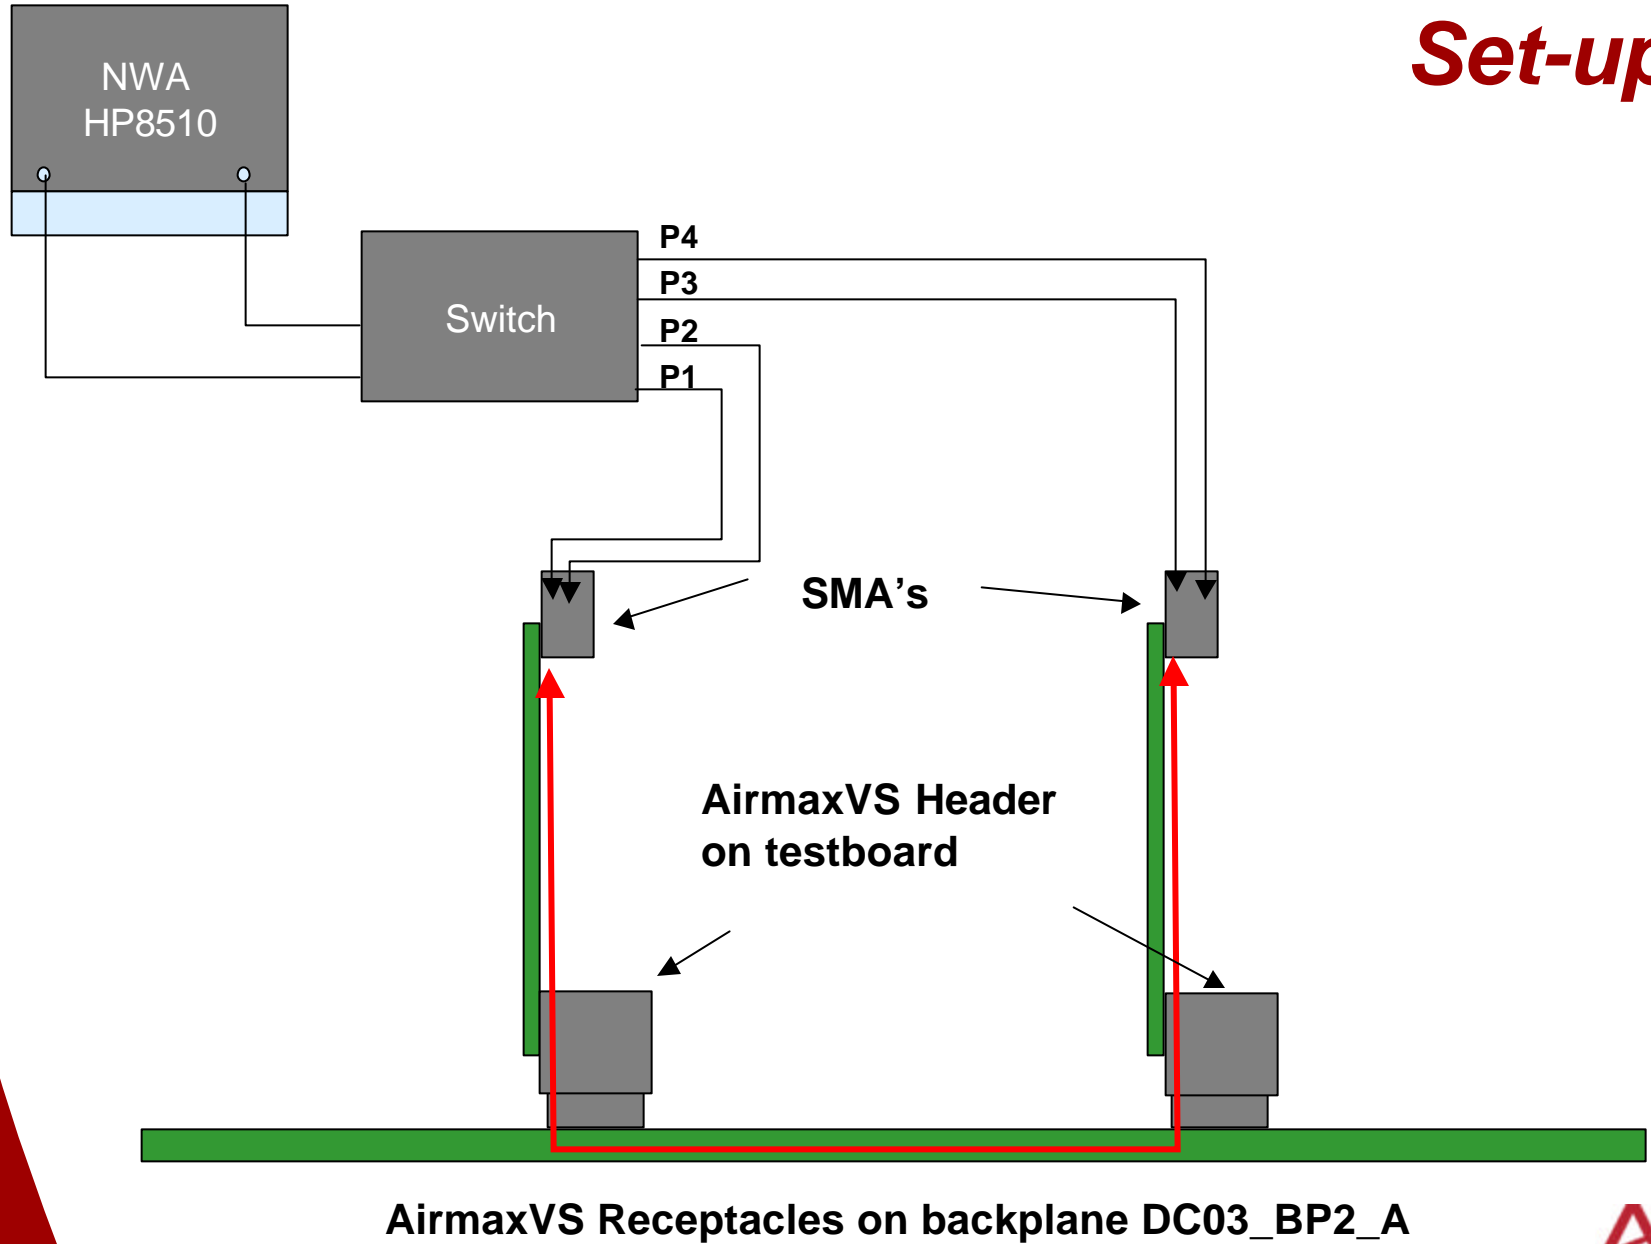 Set-up
NWA
HP8510
P4
P3
Switch
P2
P1
SMA’s
AirmaxVS Header
on testboard
AirmaxVS Receptacles on backplane DC03_BP2_A